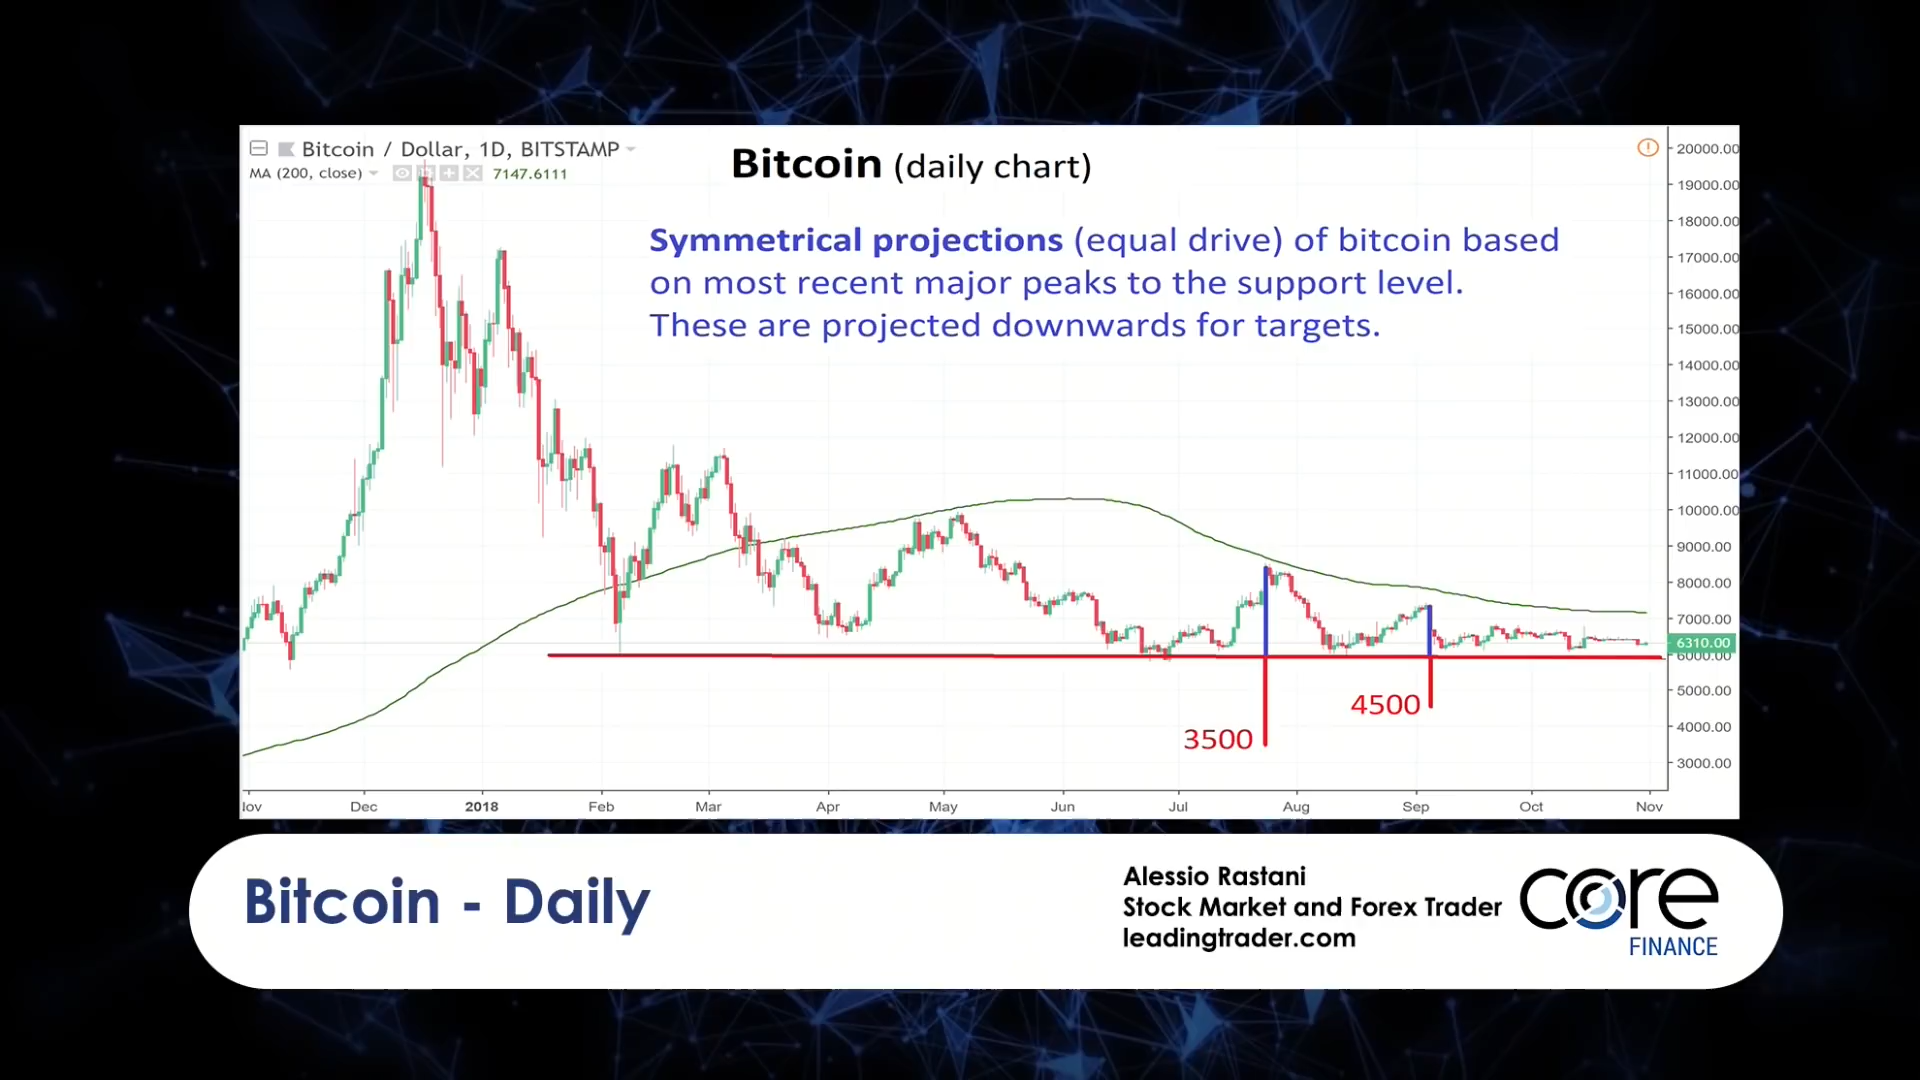 Bitcoin / Dollar, 1D, BITSTAMP
MA (200, close) 7147.6111
Bitcoin (daily chart)
Symmetrical projections (equal drive) of bitcoin based
on most recent major peaks to the support level.
These are projected downwards for targets.
20000.00
19000.00
18000.00
17000.00
16000.00
15000.00
14000.00
13000.00
12000.00
11000.00
10000.00
9000.00
8000.00
7000.00
6310.00
6000.00
5000.00
4000.00
3000.00
4500
3500
Nov Dec 2018 Feb Mar Apr May Jun Jul Aug Sep Oct Nov
Bitcoin - Daily
Alessio Rastani
Stock Market and Forex Trader
leadingtrader.com
core
FINANCE